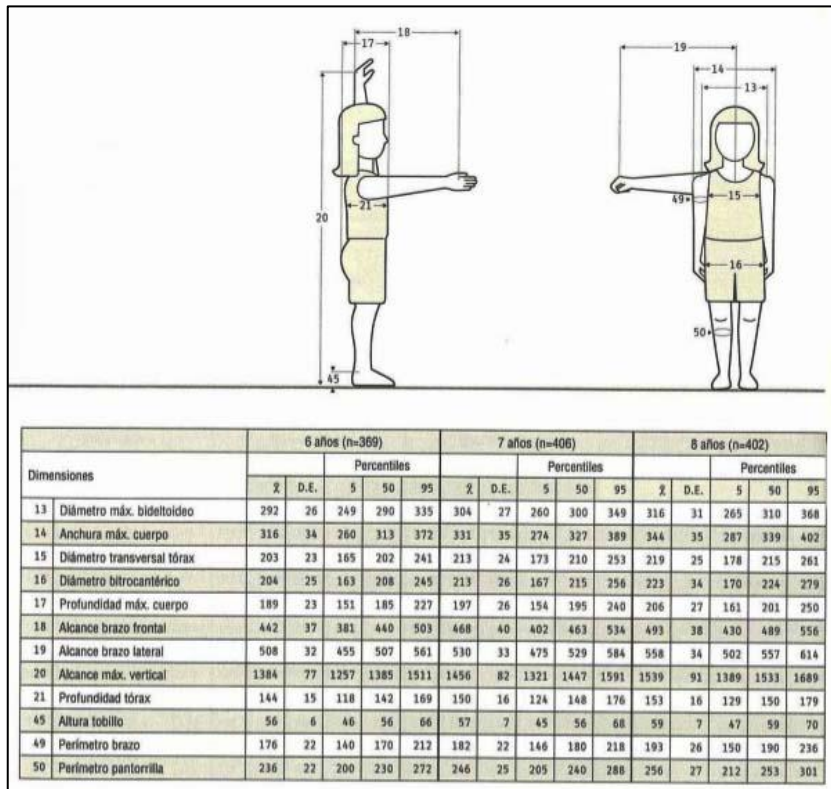 18
17
19
14
13
20
21
49
15
16
50
45
6 años (n=369) 7 años (n=406) 8 años (n=402)
Dimensiones Percentiles Percentiles Percentiles
x̄ D.E. 5 50 95 x̄ D.E. 5 50 95 x̄ D.E. 5 50 95
13 Diámetro máx. bideltoideo 292 26 249 290 335 304 27 260 300 349 316 31 265 310 368
14 Anchura máx. cuerpo 316 34 260 313 372 331 35 274 327 389 344 35 287 339 402
15 Diámetro transversal tórax 203 23 165 202 241 213 24 173 210 253 219 25 178 215 261
16 Diámetro bitrocantérico 204 25 163 208 245 213 26 167 215 256 223 34 170 224 279
17 Profundidad máx. cuerpo 189 23 151 185 227 197 26 154 195 240 206 27 161 201 250
18 Alcance brazo frontal 442 37 381 440 503 468 40 402 463 534 493 38 430 489 556
19 Alcance brazo lateral 508 32 455 507 561 530 33 475 529 584 558 34 502 557 614
20 Alcance máx. vertical 1384 77 1257 1385 1511 1456 82 1321 1447 1591 1539 91 1389 1533 1689
21 Profundidad tórax 144 15 118 142 169 150 16 124 148 176 153 16 129 150 179
45 Altura tobillo 56 6 46 56 66 57 7 45 56 68 59 7 47 59 70
49 Perímetro brazo 176 22 140 170 212 182 22 146 180 218 193 26 150 190 236
50 Perímetro pantorrilla 236 22 200 230 272 246 25 205 240 288 256 27 212 253 301